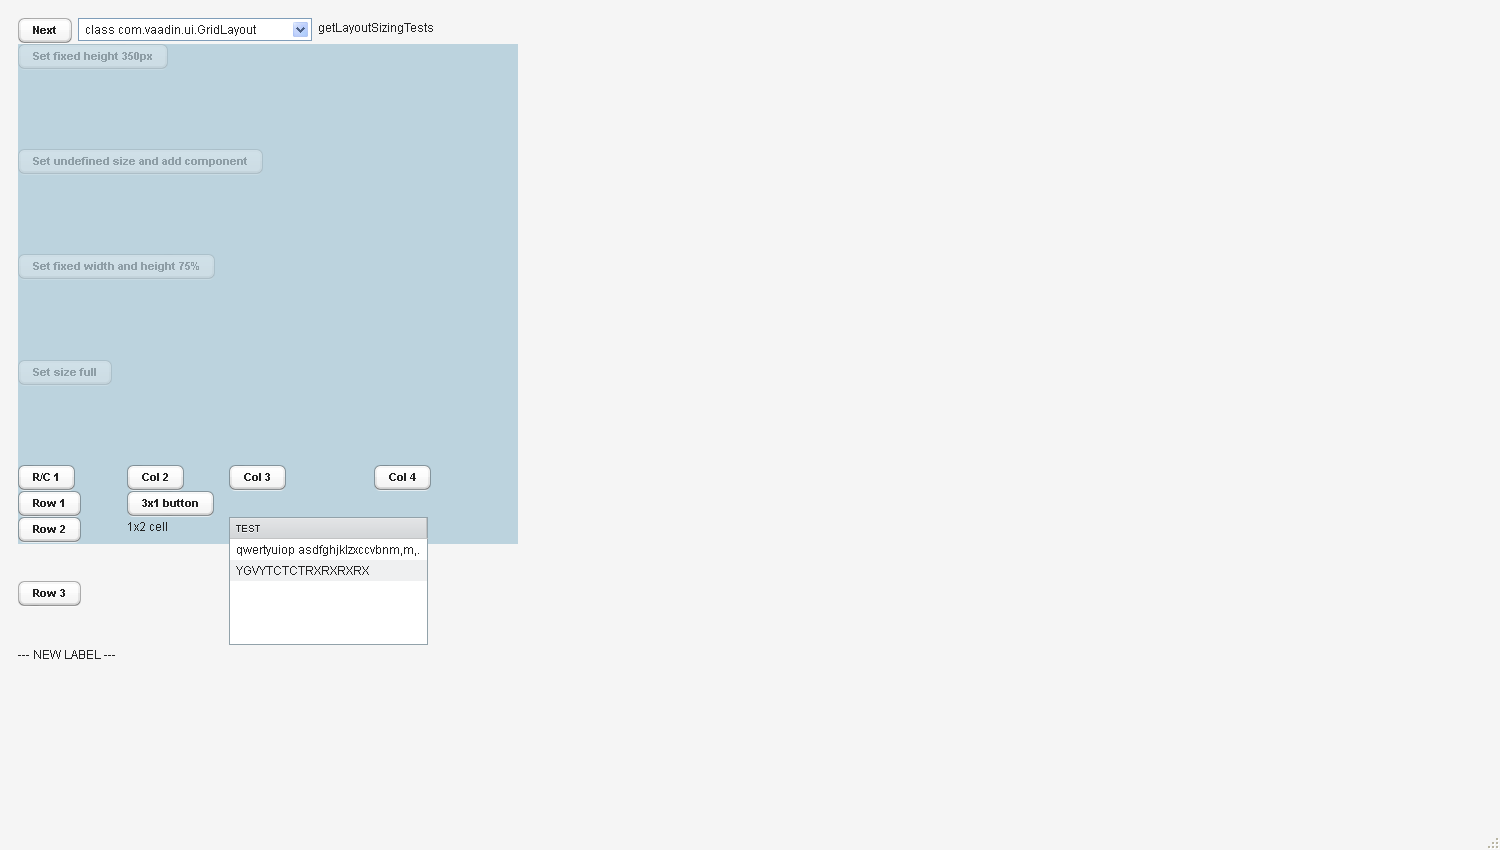 Next class com.vaadin.ui.GridLayout getLayoutSizingTests
Set fixed height 350px
Set undefined size and add component
Set fixed width and height 75%
Set size full
R/C 1 Col 2 Col 3 Col 4
Row 1 3x1 button
Row 2 1x2 cell TEST
qwertyuiop asdfghjklzxccvbnm,m,.
YGVYTCTCTRXRXRXRX
Row 3
--- NEW LABEL ---